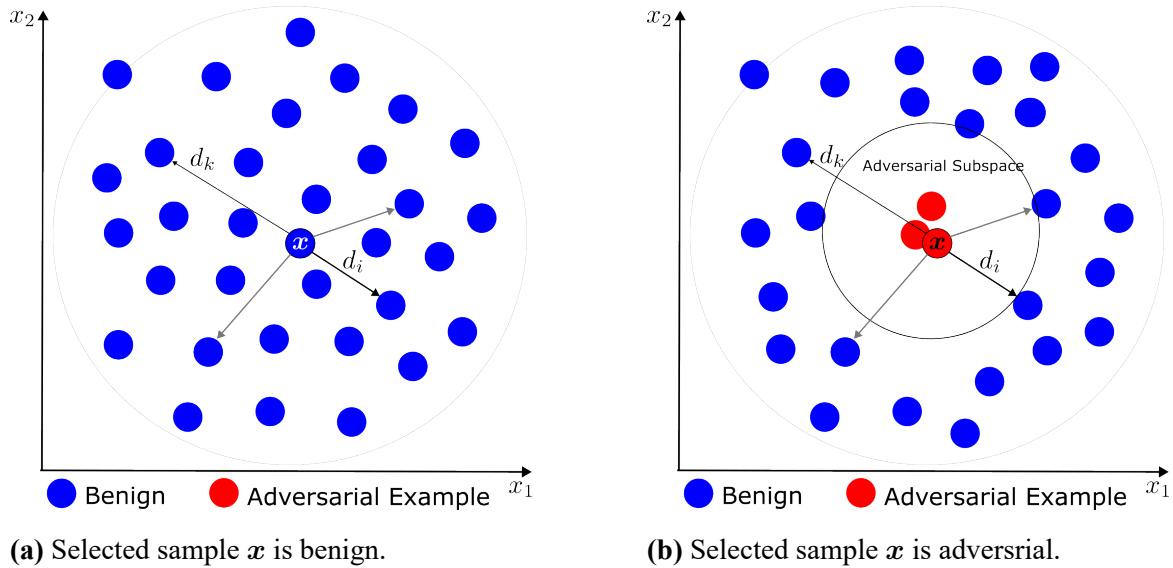 x₂
dₖ
x
dᵢ
x₁
Benign
Adversarial Example
(a) Selected sample x is benign.
x₂
Adversarial Subspace
dₖ
x
dᵢ
x₁
Benign
Adversarial Example
(b) Selected sample x is adversrial.